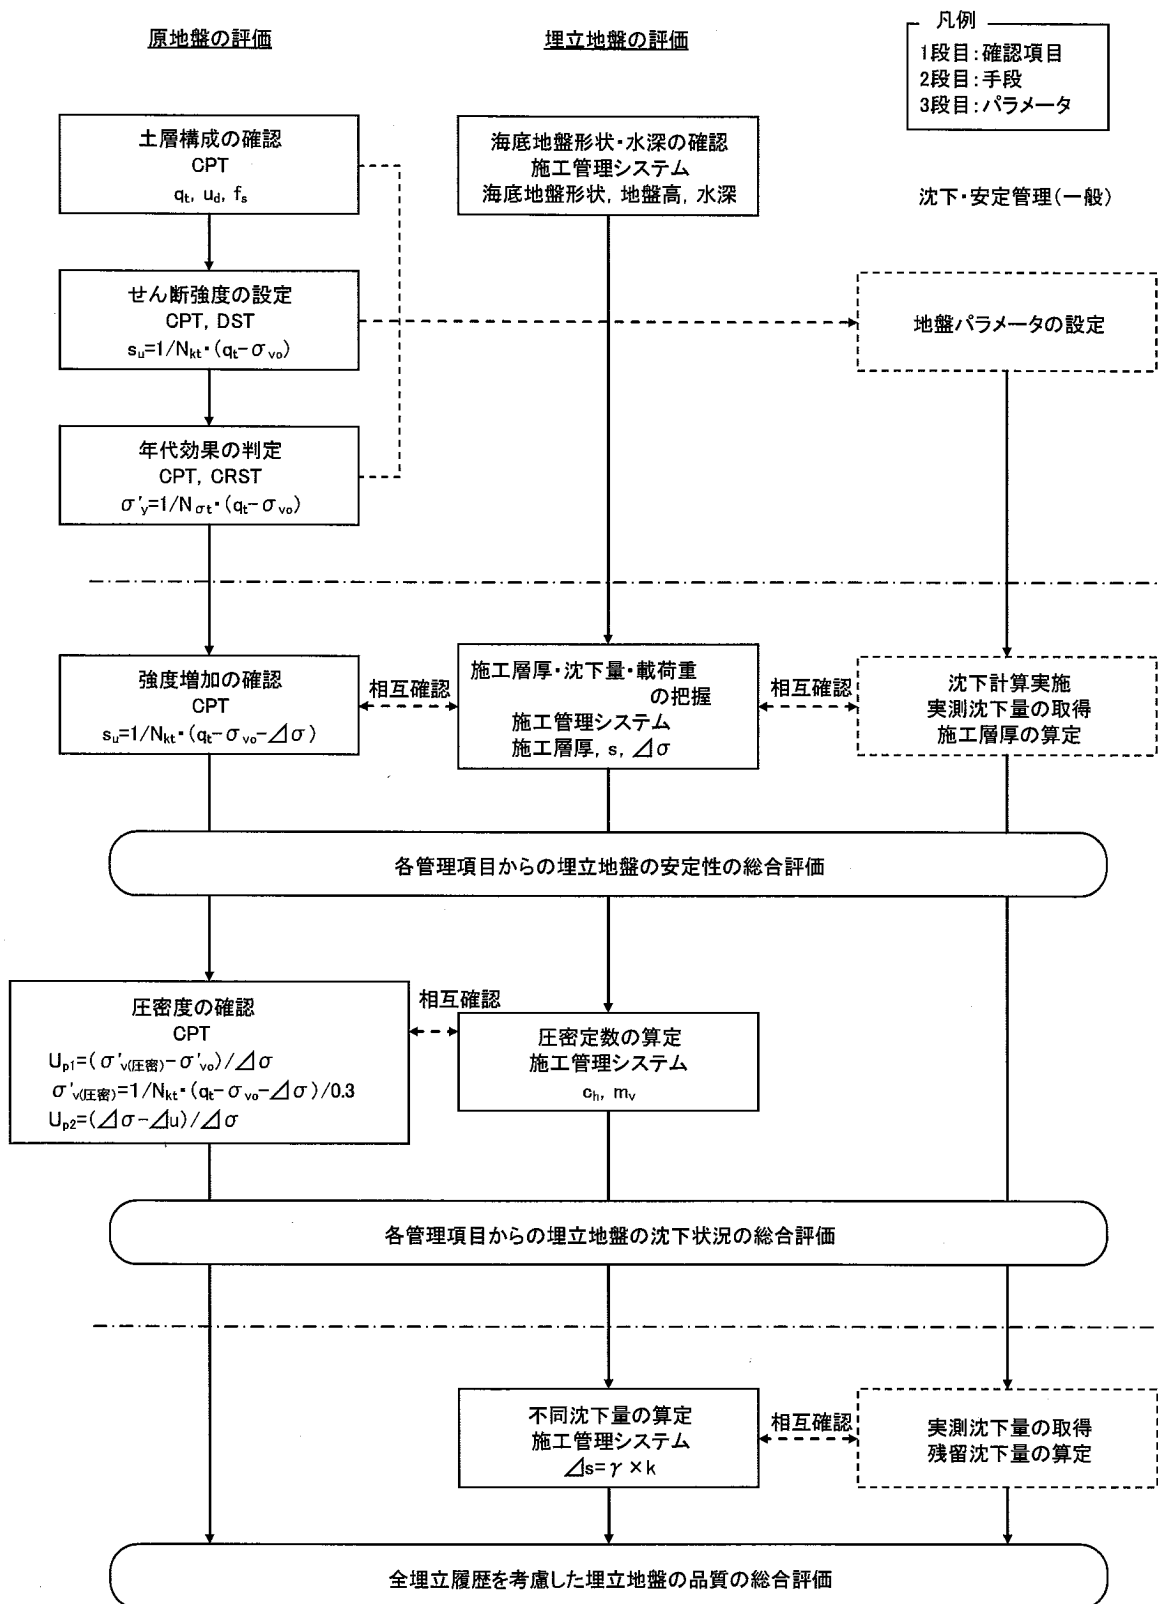 原地盤の評価
埋立地盤の評価
凡例
1段目：確認項目
2段目：手段
3段目：パラメータ
土層構成の確認
CPT
qt, ud, fs
海底地盤形状・水深の確認
施工管理システム
海底地盤形状, 地盤高, 水深
沈下・安定管理(一般)
せん断強度の設定
CPT, DST
su=1/Nkt・(qt-σvo)
地盤パラメータの設定
年代効果の判定
CPT, CRST
σ'y=1/Nσt・(qt-σvo)
強度増加の確認
CPT
su=1/Nkt・(qt-σvo-⊿σ)
相互確認
施工層厚・沈下量・載荷重
の把握
施工管理システム
施工層厚, s, ⊿σ
相互確認
沈下計算実施
実測沈下量の取得
施工層厚の算定
各管理項目からの埋立地盤の安定性の総合評価
圧密度の確認
CPT
Up1=(σ'v(圧密)-σ'vo)/⊿σ
σ'v(圧密)=1/Nkt・(qt-σvo-⊿σ)/0.3
Up2=(⊿σ-⊿u)/⊿σ
相互確認
圧密定数の算定
施工管理システム
ch, mv
各管理項目からの埋立地盤の沈下状況の総合評価
不同沈下量の算定
施工管理システム
⊿s=γ×k
相互確認
実測沈下量の取得
残留沈下量の算定
全埋立履歴を考慮した埋立地盤の品質の総合評価